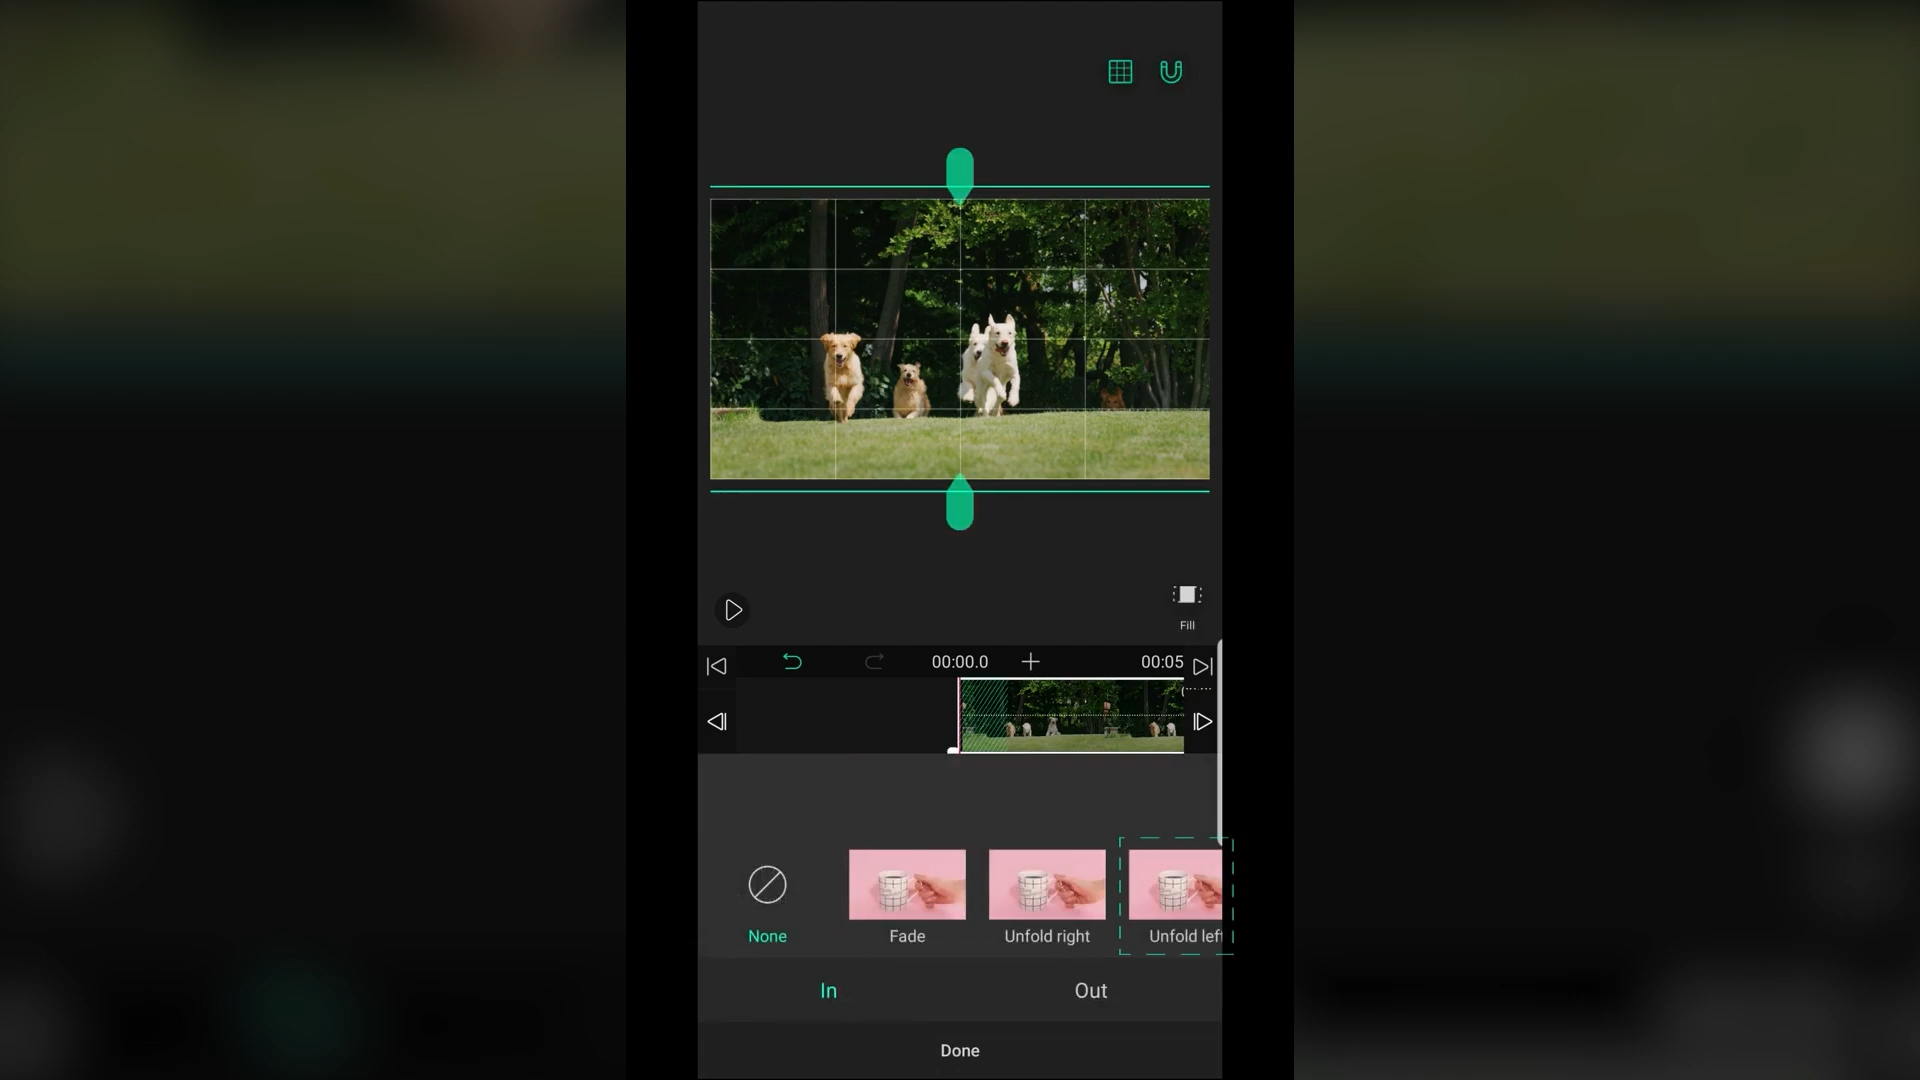 Fill
00:00.0
00:05
None
Fade
Unfold right
Unfold left
In
Out
Done